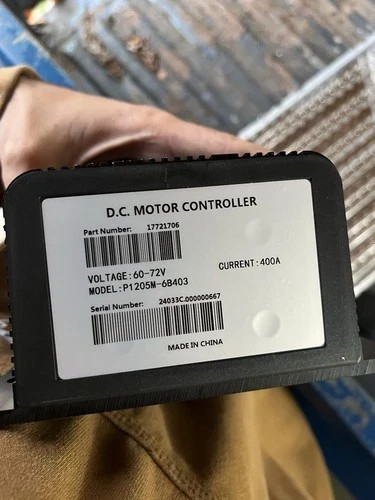 D.C. MOTOR CONTROLLER
Part Number: 17721706
VOLTAGE:60-72V CURRENT:400A
MODEL:P1205M-6B403
Serial Number: 24033C.000000667
MADE IN CHINA